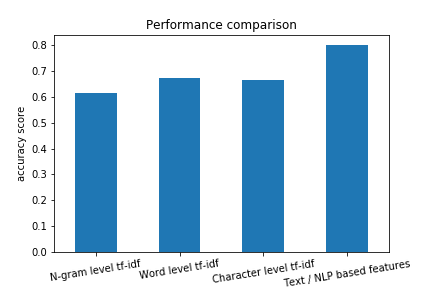 Performance comparison
accuracy score
0.8
0.7
0.6
0.5
0.4
0.3
0.2
0.1
0.0
N-gram level tf-idf
Word level tf-idf
Character level tf-idf
Text / NLP based features